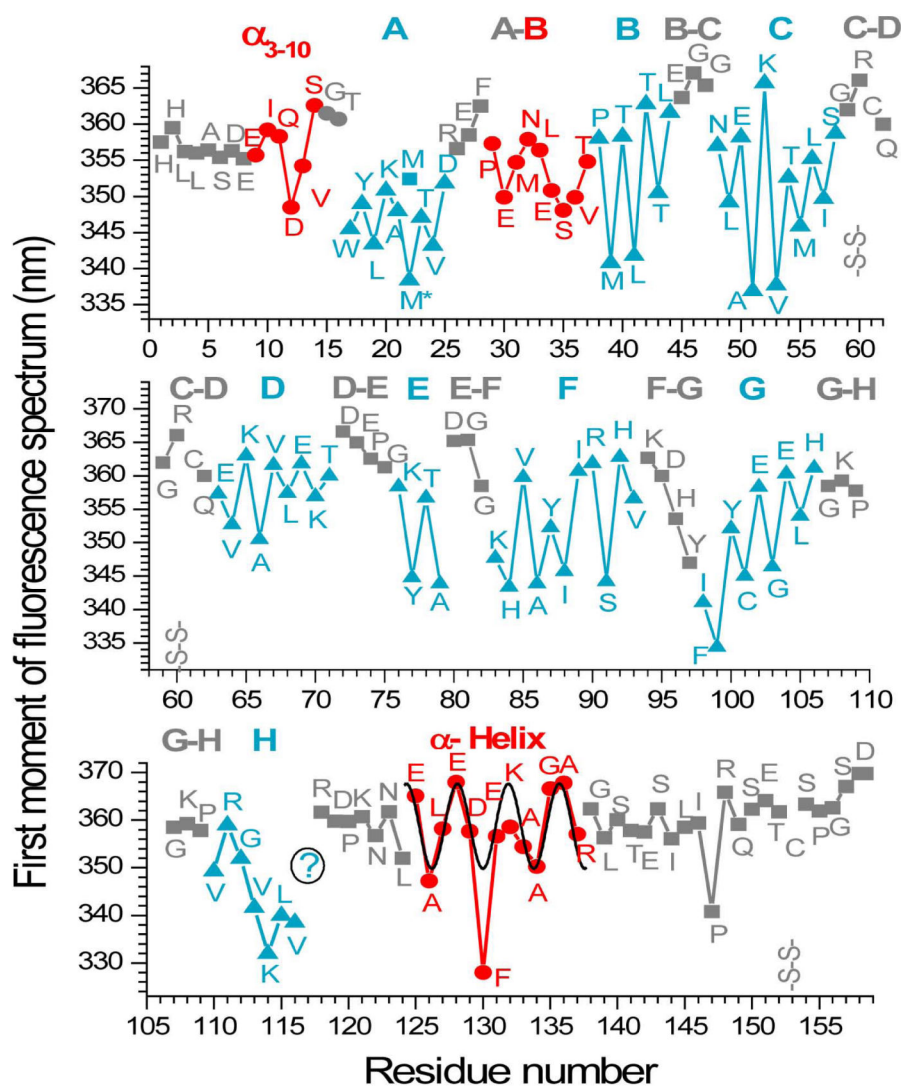 α3-10 A A-B B B-C C C-D
365
360
355
350
345
340
335
H H L L A S D E E I Q D V S G T
W Y L K A M M* T V D R E F
P E M N L E S V T
P M T L T T L E G G
N L E A K V T M L I S G R C Q
-S-S-
0 5 10 15 20 25 30 35 40 45 50 55 60
C-D D D-E E E-F F F-G G G-H
370
365
360
355
350
345
340
335
G R C Q E V K A V L E K T
D E P G K Y T A D G G
K H V A Y I I R S H V
K D H Y I F Y C E G E L H G K P
-S-S-
60 65 70 75 80 85 90 95 100 105 110
G-H H α- Helix
370
360
350
340
330
G K P V R G V K L V
?
R D P K N N L
E A L E D F E K A A G A R
H
First moment of fluorescence spectrum (nm)
L G T E S I L I P R Q S E S C S P G S D
-S-S-
105 110 115 120 125 130 135 140 145 150 155
Residue number